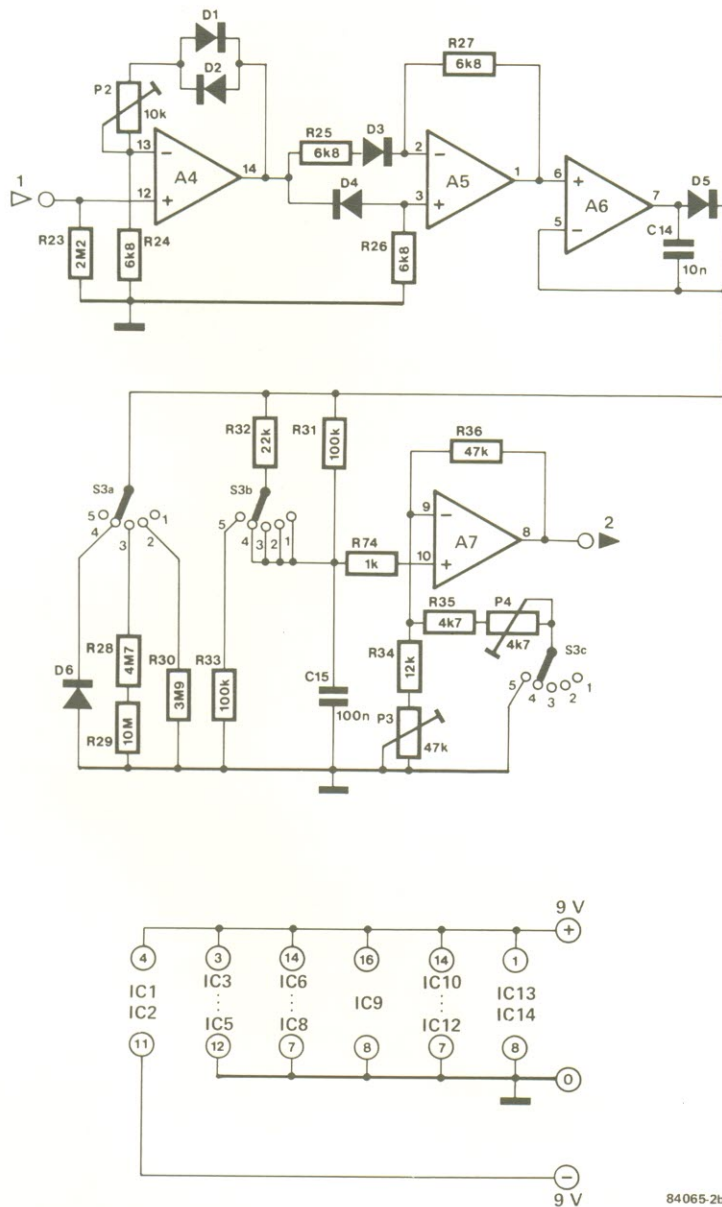 D1
D2
P2
10k
13
12
A4
14
1
R23
2M2
R24
6k8
R25
6k8
D3
D4
R26
6k8
R27
6k8
2
3
A5
1
6
5
A6
7
D5
C14
10n
R32
22k
R31
100k
S3a
5
4
3
2
1
S3b
5
4
3
2
1
R36
47k
9
10
A7
8
2
R74
1k
R35
4k7
P4
4k7
S3c
5
4
3
2
1
R28
4M7
R29
10M
D6
R30
3M9
R33
100k
C15
100n
R34
12k
P3
47k
9 V
+
4
3
14
16
14
1
IC1
IC2
IC3
IC5
IC6
IC8
IC9
IC10
IC12
IC13
IC14
11
12
7
8
7
8
0
−
9 V
84065-2b